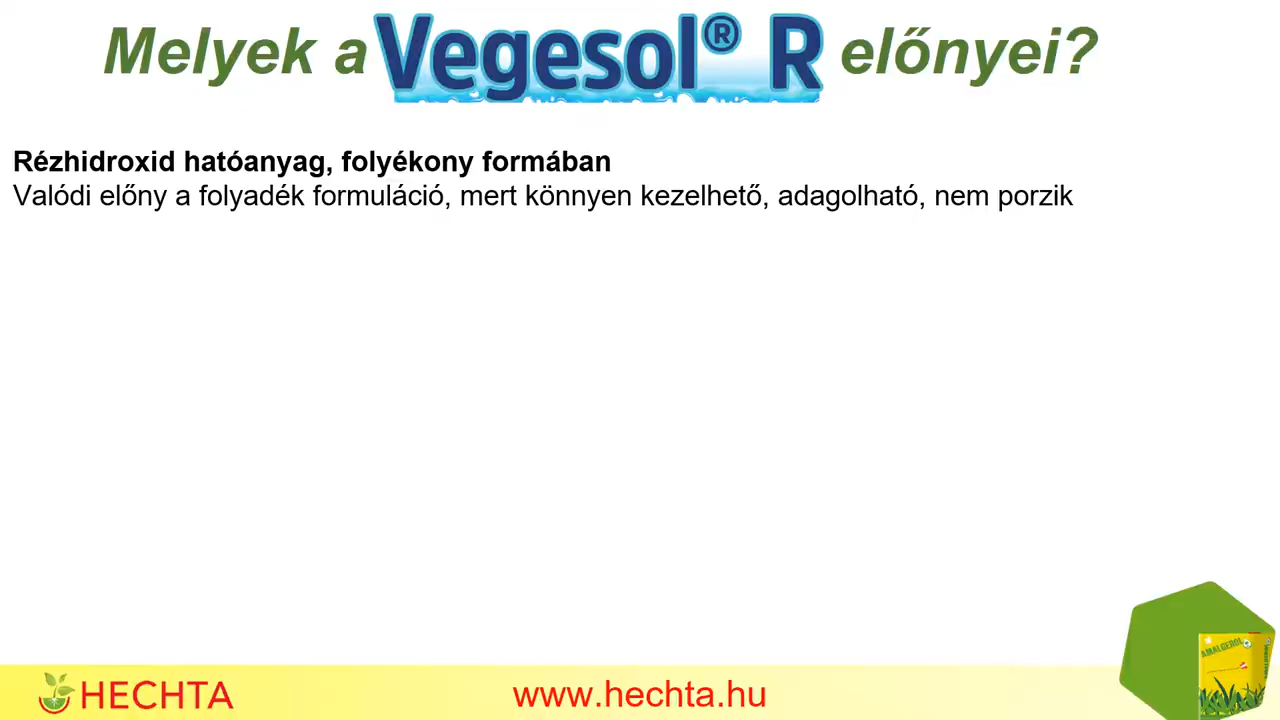 Melyek a Vegesol® R előnyei?
Rézhidroxid hatóanyag, folyékony formában
Valódi előny a folyadék formuláció, mert könnyen kezelhető, adagolható, nem porzik
AMALGEROL
HECHTA
www.hechta.hu